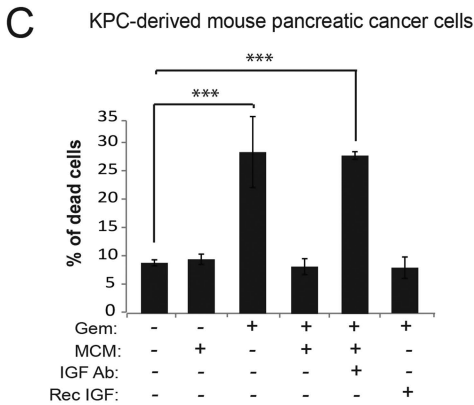 C
KPC-derived mouse pancreatic cancer cells
***
***
% of dead cells
35
30
25
20
15
10
5
0
Gem: - - + + + +
MCM: - + - + + -
IGF Ab: - - - - + -
Rec IGF: - - - - - +